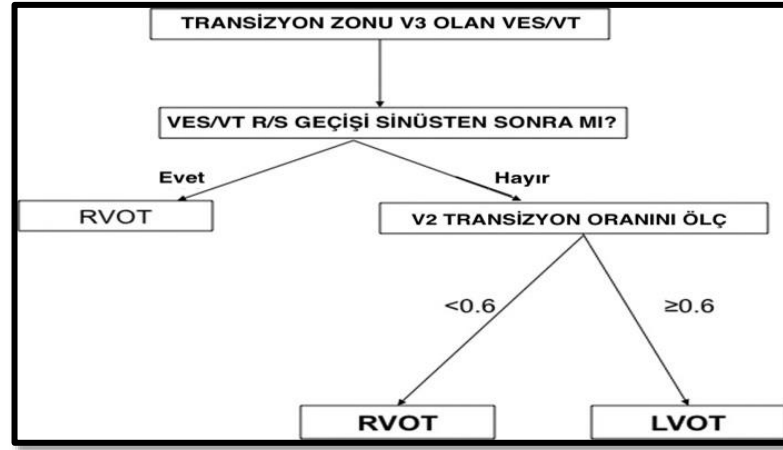 TRANSİZYON ZONU V3 OLAN VES/VT
VES/VT R/S GEÇİŞİ SİNÜSTEN SONRA MI?
Evet
Hayır
RVOT
V2 TRANSİZYON ORANINI ÖLÇ
<0.6
≥0.6
RVOT
LVOT